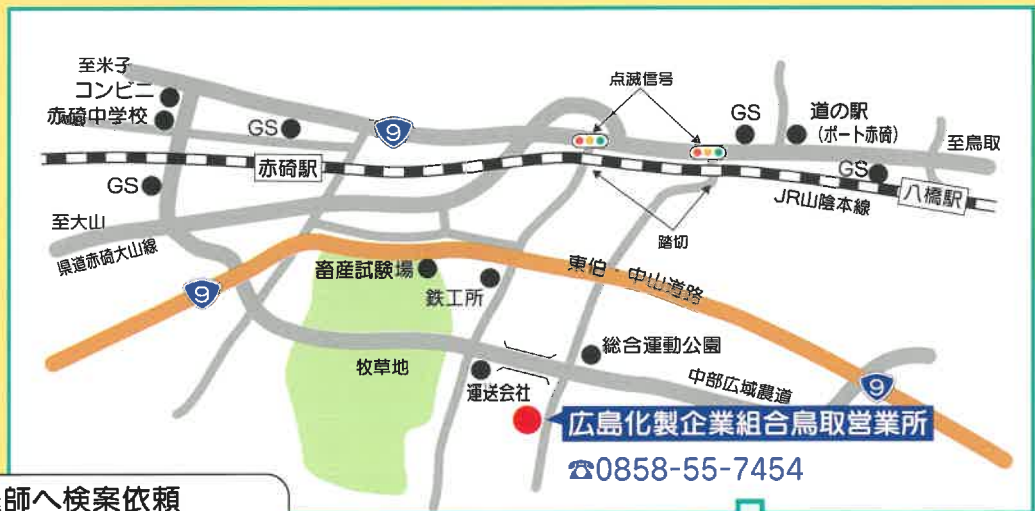 至米子
コンビニ
赤碕中学校
GS
9
点滅信号
GS
道の駅
(ポート赤碕)
至鳥取
赤碕駅
GS
GS
八橋駅
JR山陰本線
至大山
県道赤碕大山線
踏切
9
畜産試験場
東伯・中山道路
鉄工所
牧草地
総合運動公園
運送会社
中部広域農道
9
広島化製企業組合鳥取営業所
☎0858-55-7454
師へ検案依頼